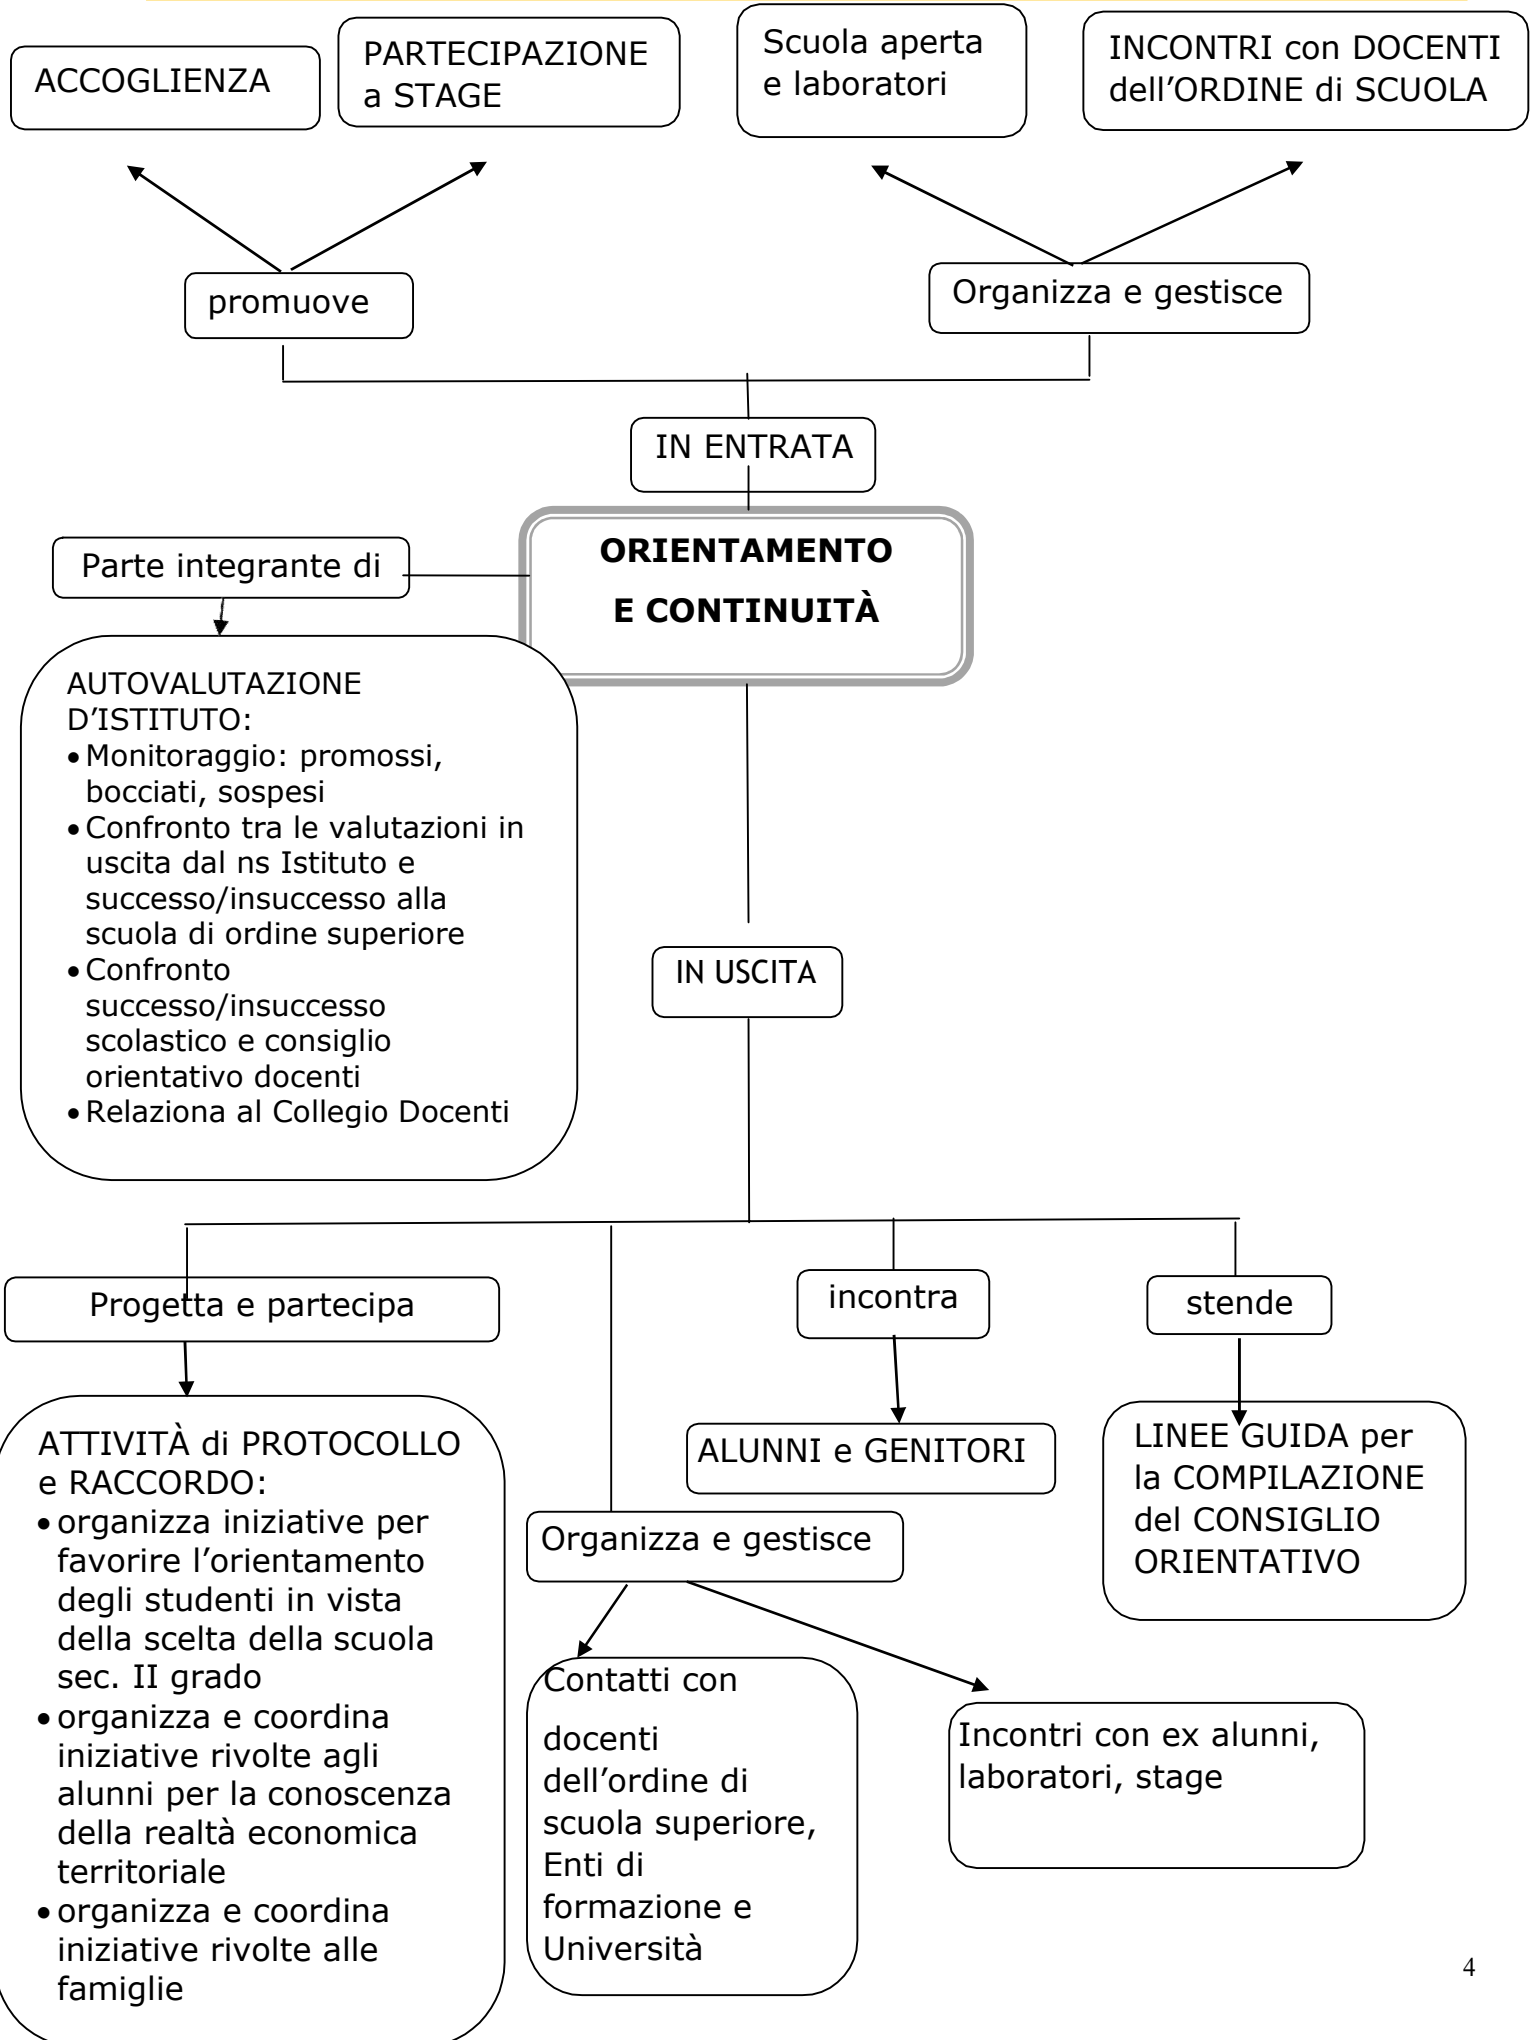 ACCOGLIENZA
PARTECIPAZIONE
a STAGE
Scuola aperta
e laboratori
INCONTRI con DOCENTI
dell’ORDINE di SCUOLA
promuove
Organizza e gestisce
IN ENTRATA
ORIENTAMENTO
E CONTINUITÀ
Parte integrante di
AUTOVALUTAZIONE
D’ISTITUTO:
• Monitoraggio: promossi,
bocciati, sospesi
• Confronto tra le valutazioni in
uscita dal ns Istituto e
successo/insuccesso alla
scuola di ordine superiore
• Confronto
successo/insuccesso
scolastico e consiglio
orientativo docenti
• Relaziona al Collegio Docenti
IN USCITA
Progetta e partecipa
incontra
stende
ATTIVITÀ di PROTOCOLLO
e RACCORDO:
• organizza iniziative per
favorire l’orientamento
degli studenti in vista
della scelta della scuola
sec. II grado
• organizza e coordina
iniziative rivolte agli
alunni per la conoscenza
della realtà economica
territoriale
• organizza e coordina
iniziative rivolte alle
famiglie
ALUNNI e GENITORI
LINEE GUIDA per
la COMPILAZIONE
del CONSIGLIO
ORIENTATIVO
Organizza e gestisce
Contatti con
docenti
dell’ordine di
scuola superiore,
Enti di
formazione e
Università
Incontri con ex alunni,
laboratori, stage
4